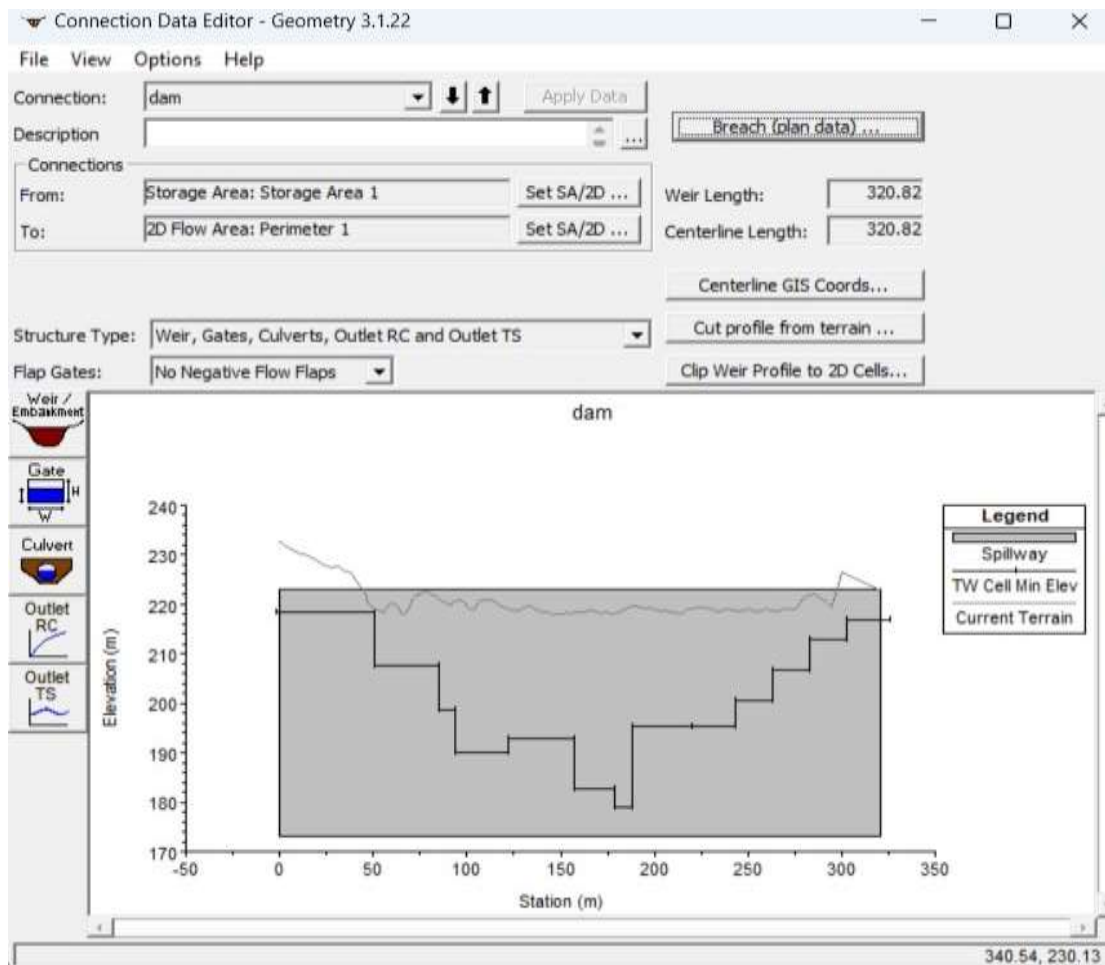 Connection Data Editor - Geometry 3.1.22
File View Options Help
Connection: dam Apply Data
Description ... Breach (plan data) ...
Connections
From: Storage Area: Storage Area 1 Set SA/2D ... Weir Length: 320.82
To: 2D Flow Area: Perimeter 1 Set SA/2D ... Centerline Length: 320.82
Centerline GIS Coords...
Structure Type: Weir, Gates, Culverts, Outlet RC and Outlet TS Cut profile from terrain ...
Flap Gates: No Negative Flow Flaps Clip Weir Profile to 2D Cells...
Weir /
Embankment
Gate
H
W
Culvert
Outlet
RC
Outlet
TS
dam
Elevation (m)
240
230
220
210
200
190
180
170
-50 0 50 100 150 200 250 300 350
Station (m)
Legend
Spillway
TW Cell Min Elev
Current Terrain
340.54, 230.13